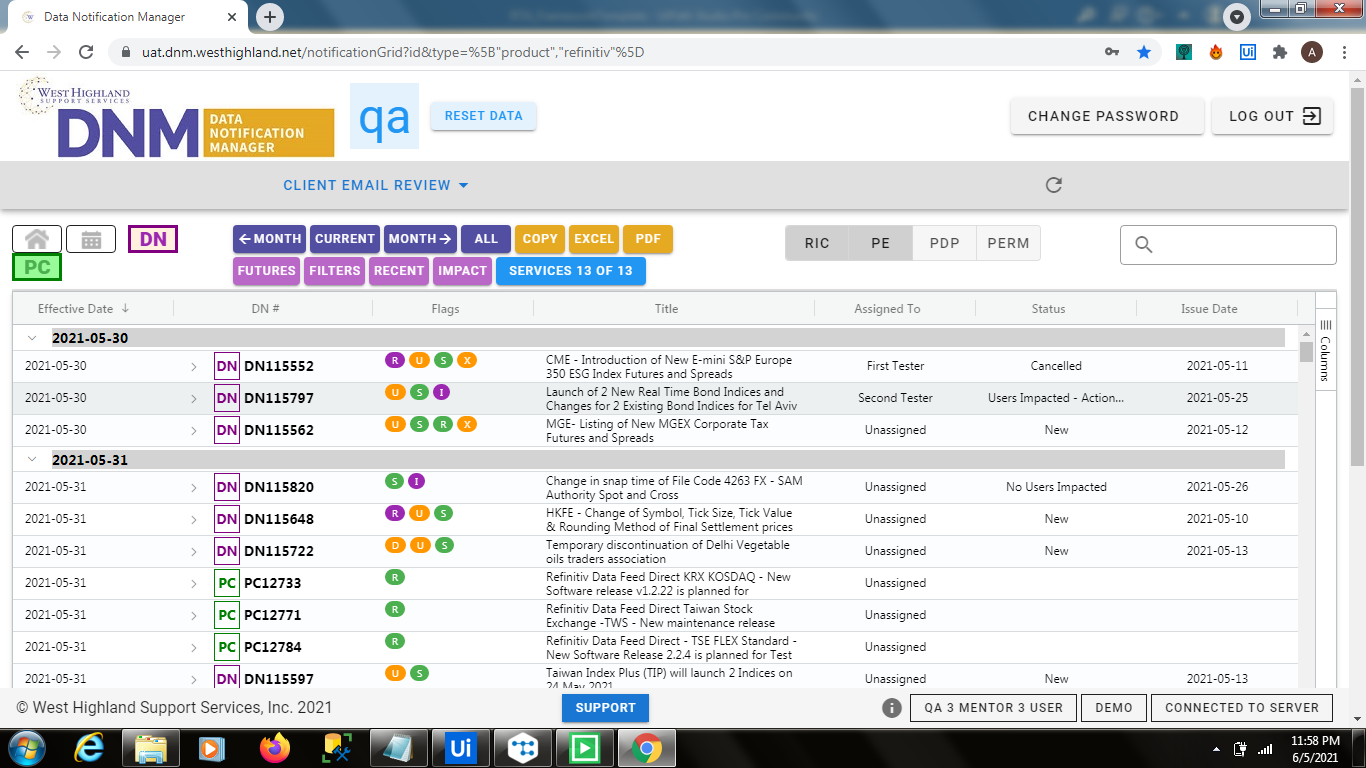 Data Notification Manager
uat.dnm.westhighland.net/notificationGrid?id&type=%5B"product","refinitiv"%5D
A
WEST HIGHLAND
SUPPORT SERVICES
DNM DATA NOTIFICATION MANAGER
qa
RESET DATA
CHANGE PASSWORD
LOG OUT
CLIENT EMAIL REVIEW
DN
PC
MONTH CURRENT MONTH ALL COPY EXCEL PDF
FUTURES FILTERS RECENT IMPACT SERVICES 13 OF 13
RIC PE PDP PERM
Effective Date DN # Flags Title Assigned To Status Issue Date
Columns
2021-05-30
2021-05-30 DN DN115552 R U S X CME - Introduction of New E-mini S&P Europe First Tester Cancelled 2021-05-11
350 ESG Index Futures and Spreads
2021-05-30 DN DN115797 U S I Launch of 2 New Real Time Bond Indices and Second Tester Users Impacted - Action... 2021-05-25
Changes for 2 Existing Bond Indices for Tel Aviv
2021-05-30 DN DN115562 U S R X MGE- Listing of New MGEX Corporate Tax Unassigned New 2021-05-12
Futures and Spreads
2021-05-31
2021-05-31 DN DN115820 S I Change in snap time of File Code 4263 FX - SAM Unassigned No Users Impacted 2021-05-26
Authority Spot and Cross
2021-05-31 DN DN115648 R U S HKFE - Change of Symbol, Tick Size, Tick Value Unassigned New 2021-05-10
& Rounding Method of Final Settlement prices
2021-05-31 DN DN115722 D U S Temporary discontinuation of Delhi Vegetable Unassigned New 2021-05-13
oils traders association
2021-05-31 PC PC12733 R Refinitiv Data Feed Direct KRX KOSDAQ - New Unassigned
Software release v1.2.22 is planned for
2021-05-31 PC PC12771 R Refinitiv Data Feed Direct Taiwan Stock Unassigned
Exchange -TWS - New maintenance release
2021-05-31 PC PC12784 R Refinitiv Data Feed Direct - TSE FLEX Standard - Unassigned
New Software Release 2.2.4 is planned for Test
2021-05-31 DN DN115597 U S Taiwan Index Plus (TIP) will launch 2 Indices on Unassigned New 2021-05-13
24 May 2021
© West Highland Support Services, Inc. 2021
SUPPORT
QA 3 MENTOR 3 USER
DEMO
CONNECTED TO SERVER
Ui
11:58 PM
6/5/2021